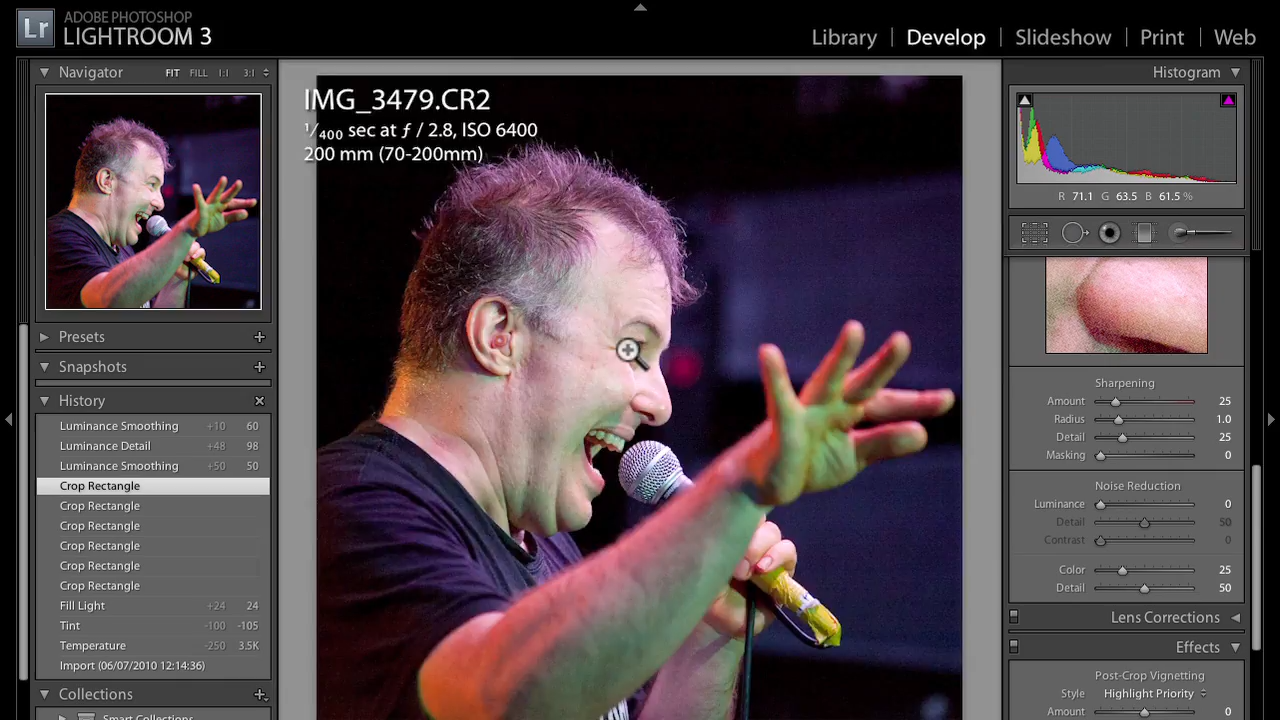 Lr
ADOBE PHOTOSHOP
LIGHTROOM 3
Library | Develop | Slideshow | Print | Web
Navigator FIT FILL 1:1 3:1
Presets +
Snapshots +
History ×
Luminance Smoothing +10 60
Luminance Detail +48 98
Luminance Smoothing +50 50
Crop Rectangle
Crop Rectangle
Crop Rectangle
Crop Rectangle
Crop Rectangle
Crop Rectangle
Fill Light +24 24
Tint -100 -105
Temperature -250 3.5K
Import (06/07/2010 12:14:36)
Collections +
Smart Collections
IMG_3479.CR2
1/400 sec at ƒ / 2.8, ISO 6400
200 mm (70-200mm)
Histogram
R 71.1 G 63.5 B 61.5 %
Sharpening
Amount 25
Radius 1.0
Detail 25
Masking 0
Noise Reduction
Luminance 0
Detail 50
Contrast 0
Color 25
Detail 50
Lens Corrections
Effects
Post-Crop Vignetting
Style Highlight Priority
Amount 0